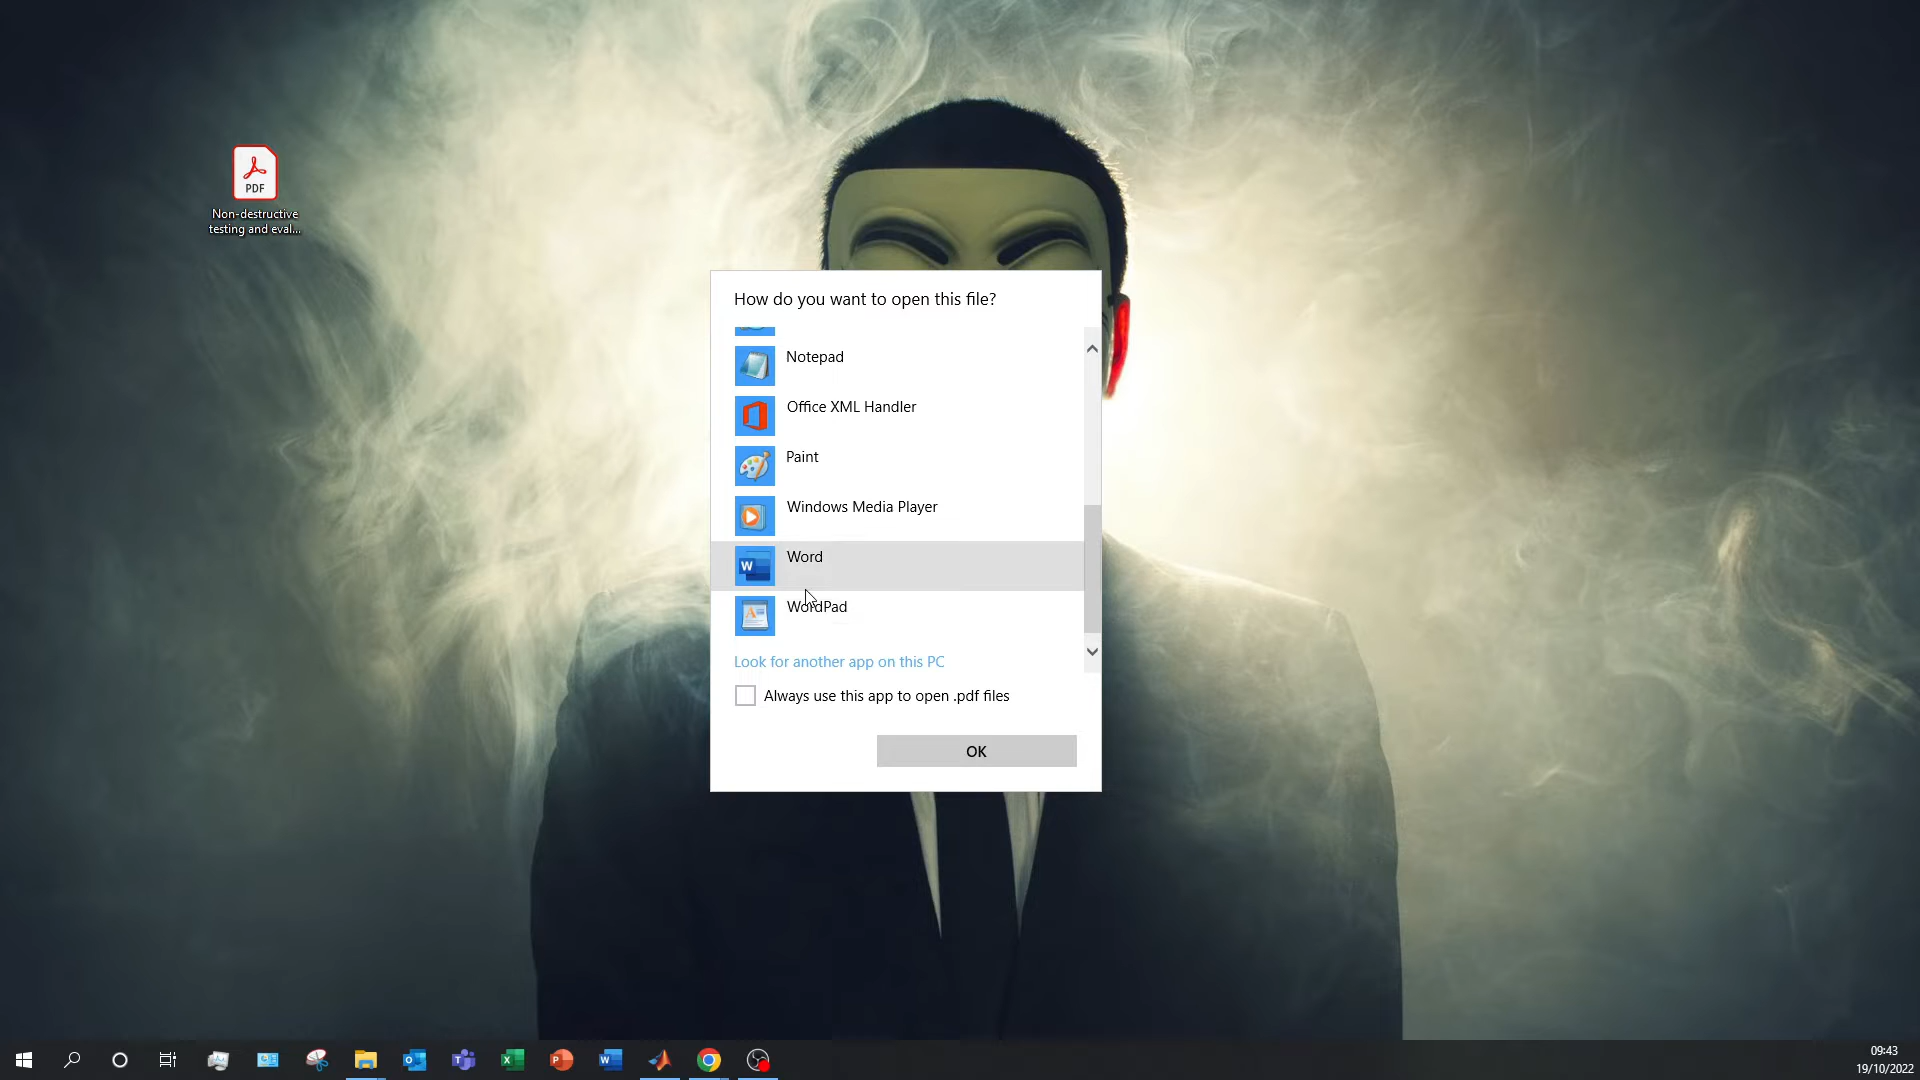 PDF
Non-destructive
testing and eval...
How do you want to open this file?
Notepad
Office XML Handler
Paint
Windows Media Player
Word
WordPad
Look for another app on this PC
Always use this app to open .pdf files
OK
09:43
19/10/2022